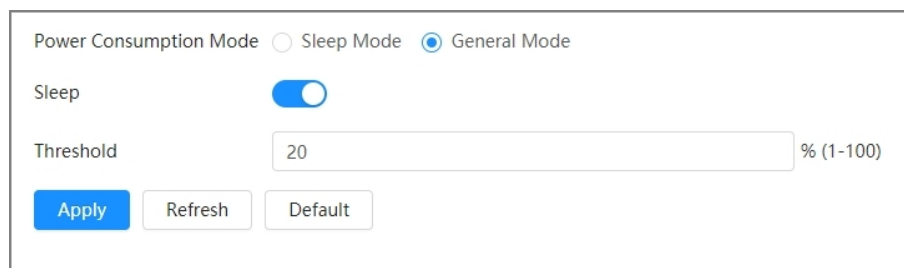 Power Consumption Mode Sleep Mode General Mode
Sleep
Threshold 20 % (1-100)
Apply Refresh Default